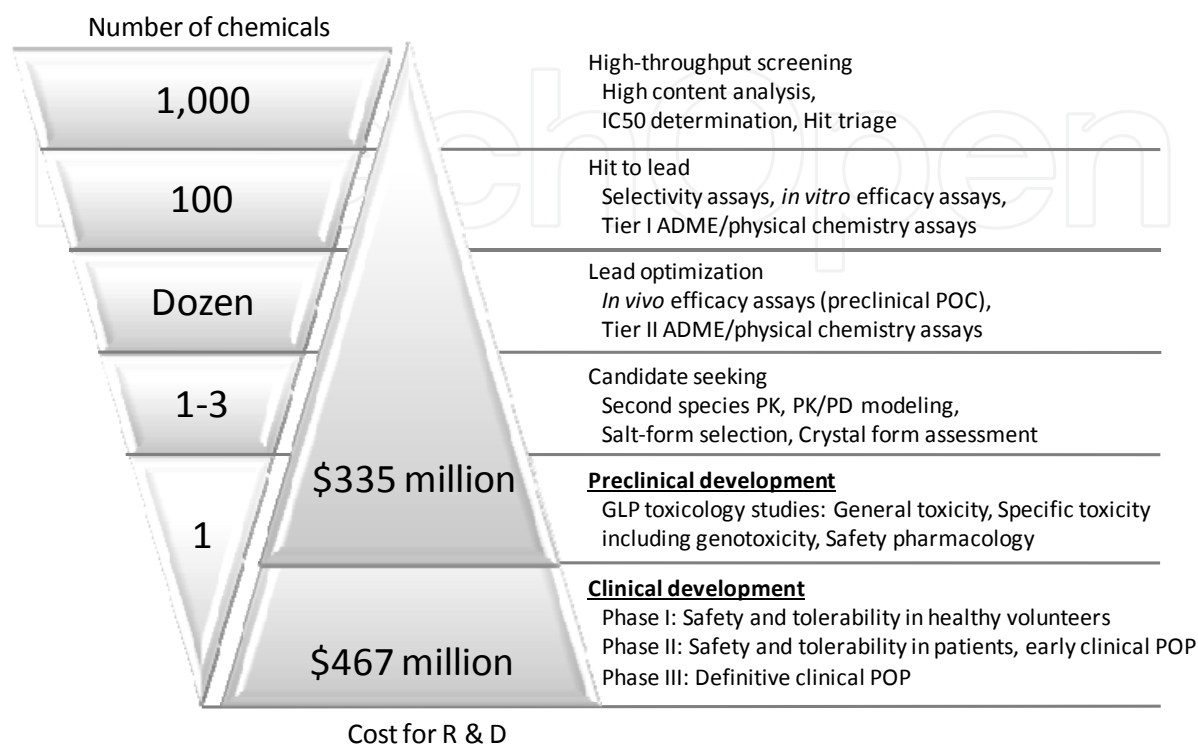 Number of chemicals
1,000
100
Dozen
1-3
1
$335 million
$467 million
Cost for R & D
High-throughput screening
High content analysis,
IC50 determination, Hit triage
Hit to lead
Selectivity assays, in vitro efficacy assays,
Tier I ADME/physical chemistry assays
Lead optimization
In vivo efficacy assays (preclinical POC),
Tier II ADME/physical chemistry assays
Candidate seeking
Second species PK, PK/PD modeling,
Salt-form selection, Crystal form assessment
Preclinical development
GLP toxicology studies: General toxicity, Specific toxicity
including genotoxicity, Safety pharmacology
Clinical development
Phase I: Safety and tolerability in healthy volunteers
Phase II: Safety and tolerability in patients, early clinical POP
Phase III: Definitive clinical POP